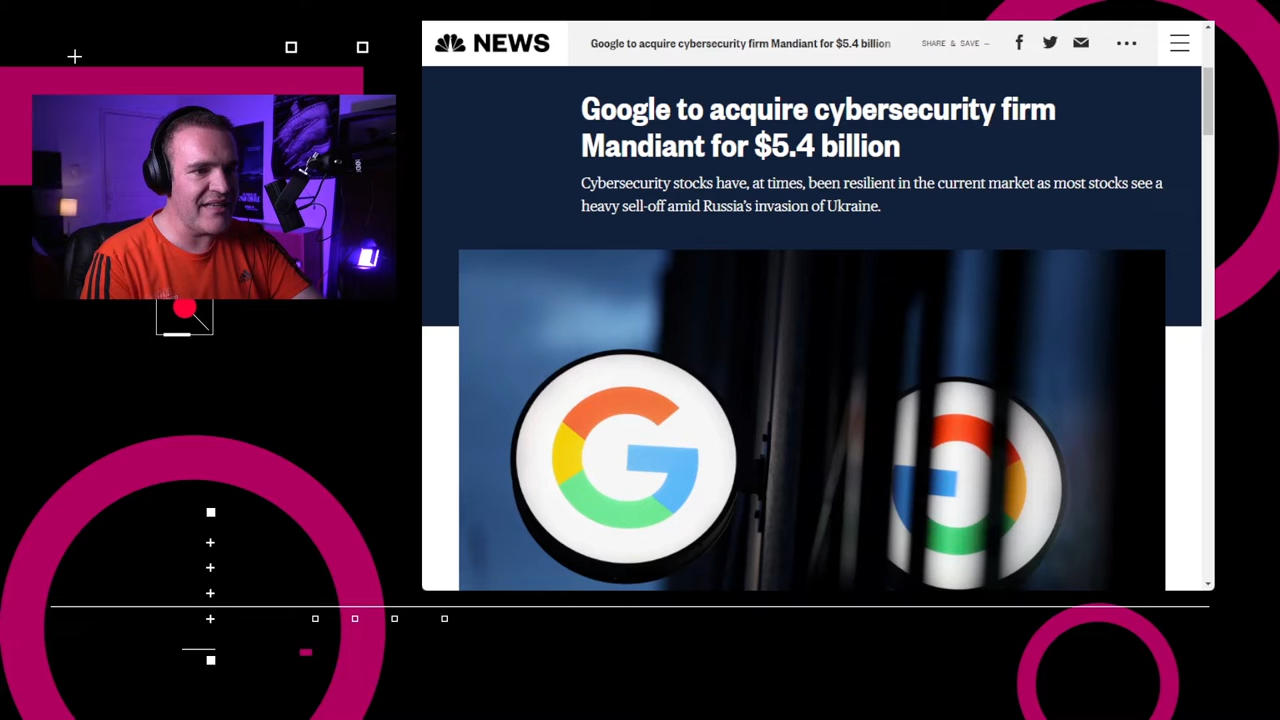 NEWS
Google to acquire cybersecurity firm Mandiant for $5.4 billion
SHARE & SAVE —
Google to acquire cybersecurity firm
Mandiant for $5.4 billion
Cybersecurity stocks have, at times, been resilient in the current market as most stocks see a
heavy sell-off amid Russia's invasion of Ukraine.
G